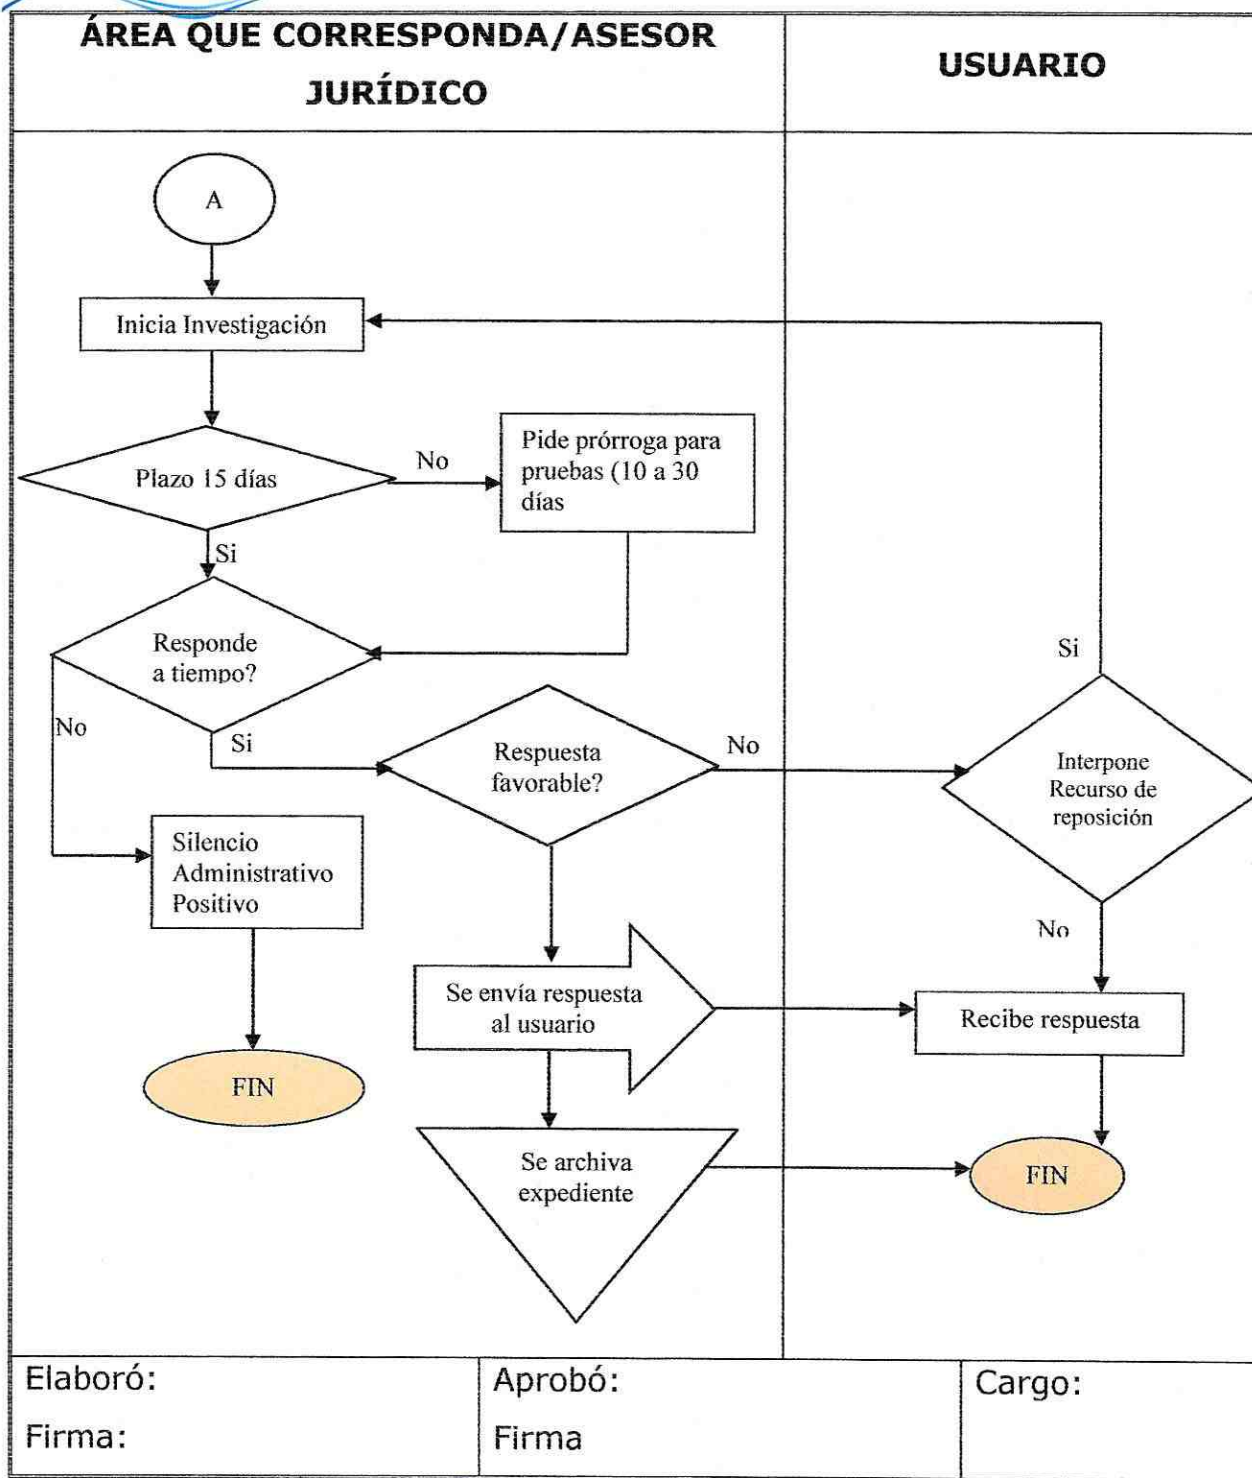 ÁREA QUE CORRESPONDA/ASESOR
JURÍDICO
USUARIO
A
Inicia Investigación
Plazo 15 días
No
Pide prórroga para
pruebas (10 a 30
días
Si
Responde
a tiempo?
No
Si
Respuesta
favorable?
No
Si
Interpone
Recurso de
reposición
Silencio
Administrativo
Positivo
No
Se envía respuesta
al usuario
Recibe respuesta
FIN
Se archiva
expediente
FIN
Elaboró:
Firma:
Aprobó:
Firma
Cargo: